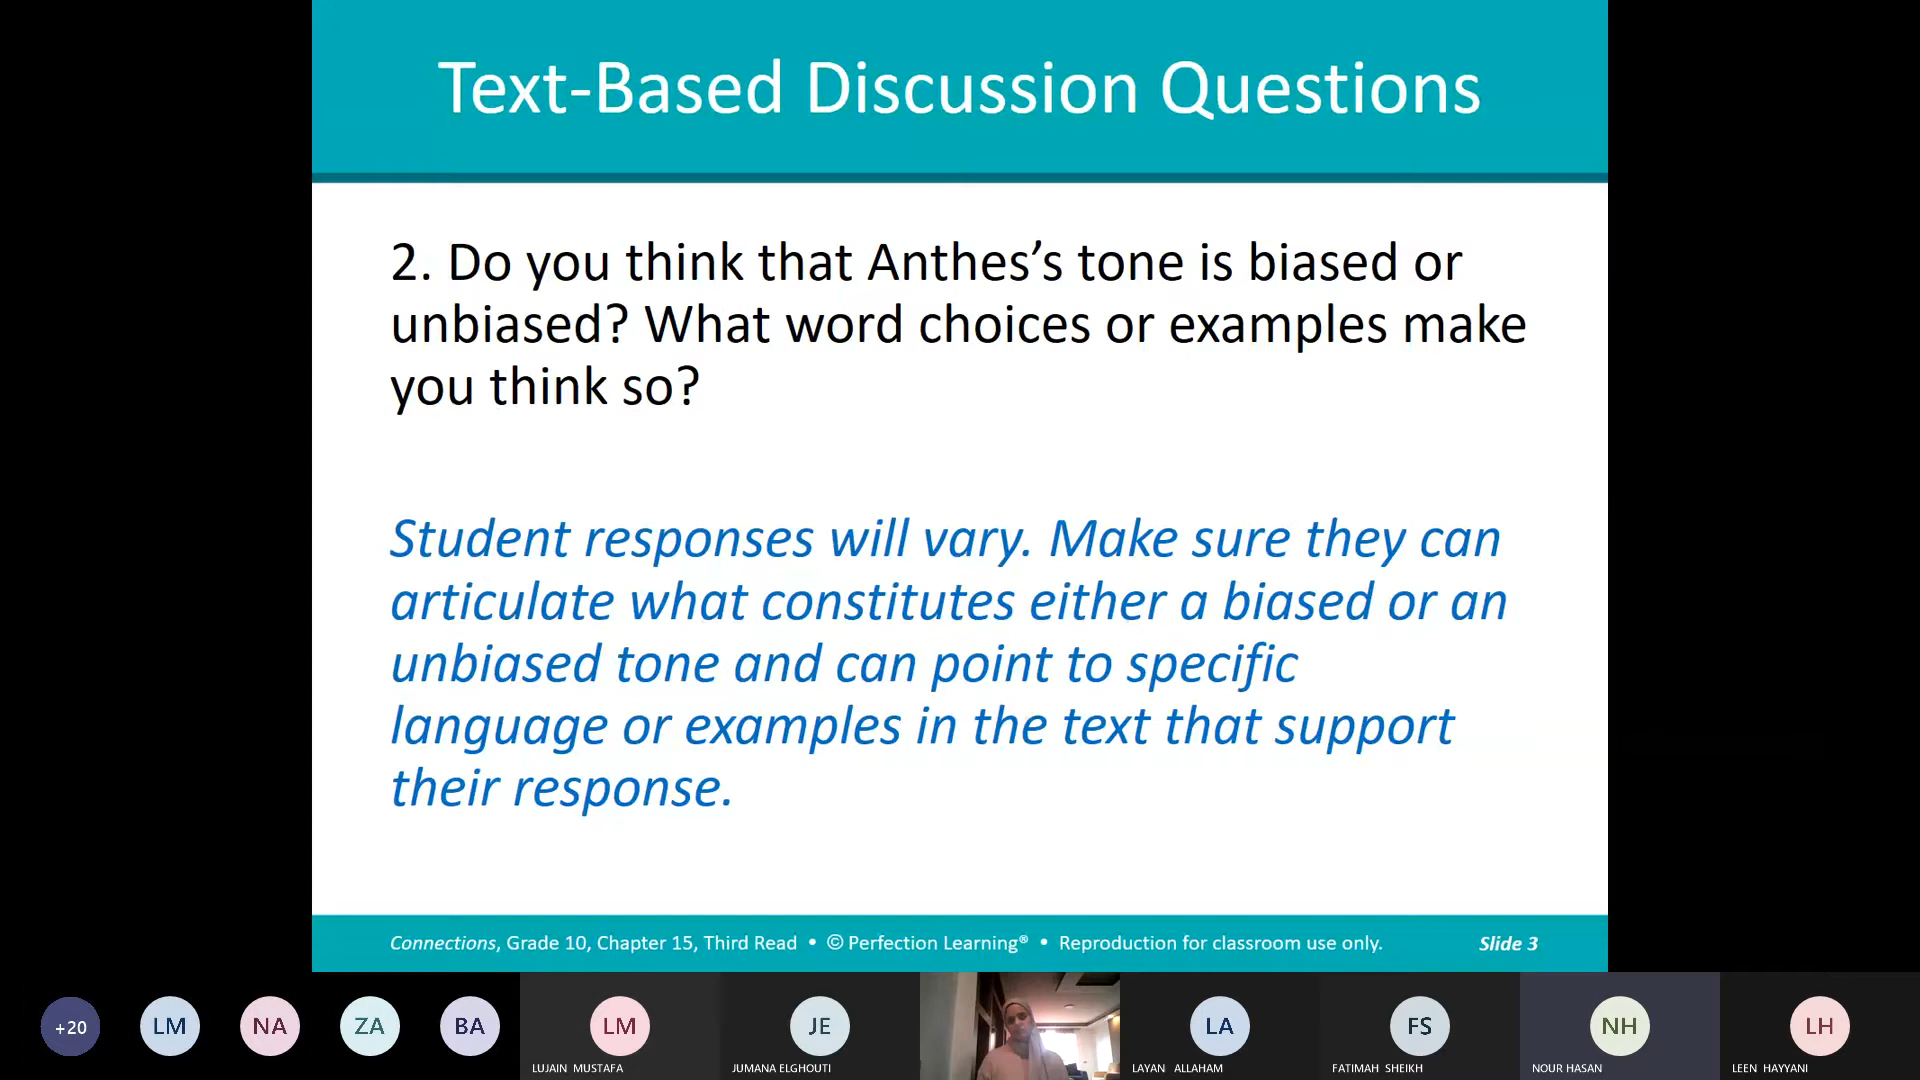 Text-Based Discussion Questions
2. Do you think that Anthes’s tone is biased or
unbiased? What word choices or examples make
you think so?
Student responses will vary. Make sure they can
articulate what constitutes either a biased or an
unbiased tone and can point to specific
language or examples in the text that support
their response.
Connections, Grade 10, Chapter 15, Third Read • © Perfection Learning® • Reproduction for classroom use only. Slide 3
+20 LM NA ZA BA LM JE LA FS NH LH
LUJAIN MUSTAFA JUMANA ELGHOUTI LAYAN ALLAHAM FATIMAH SHEIKH NOUR HASAN LEEN HAYYANI